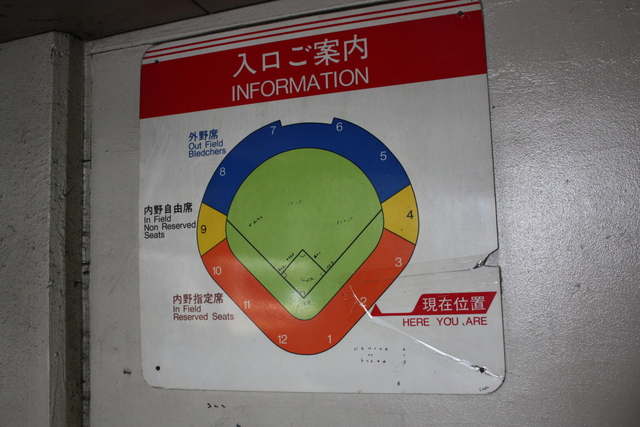 入口ご案内
INFORMATION
外野席
Out Field
Bledchers
7
6
8
5
内野自由席
In Field
Non Reserved
Seats
9
4
10
3
内野指定席
In Field
Reserved Seats
11
2
12
1
現在位置
HERE YOU ARE